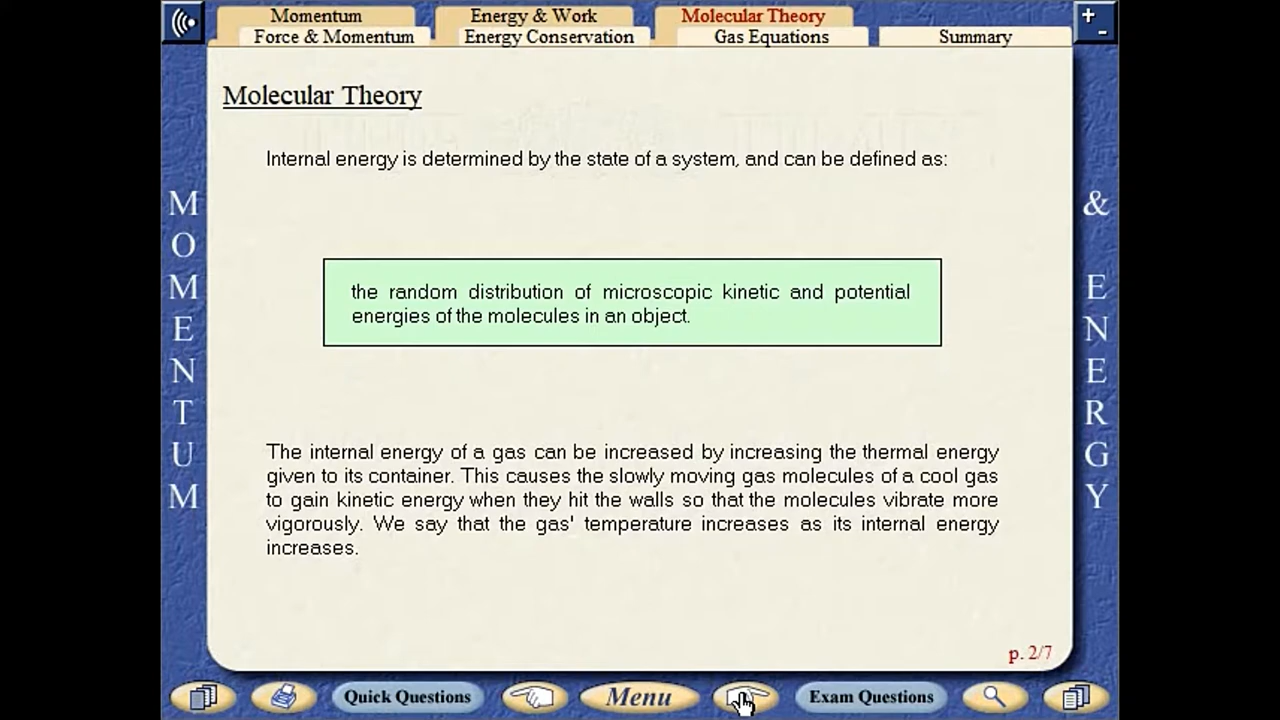 Momentum
Energy & Work
Molecular Theory
Force & Momentum
Energy Conservation
Gas Equations
Summary
Molecular Theory
Internal energy is determined by the state of a system, and can be defined as:
MOMENTUM
& ENERGY
the random distribution of microscopic kinetic and potential
energies of the molecules in an object.
The internal energy of a gas can be increased by increasing the thermal energy
given to its container. This causes the slowly moving gas molecules of a cool gas
to gain kinetic energy when they hit the walls so that the molecules vibrate more
vigorously. We say that the gas' temperature increases as its internal energy
increases.
p. 2/7
Quick Questions
Menu
Exam Questions